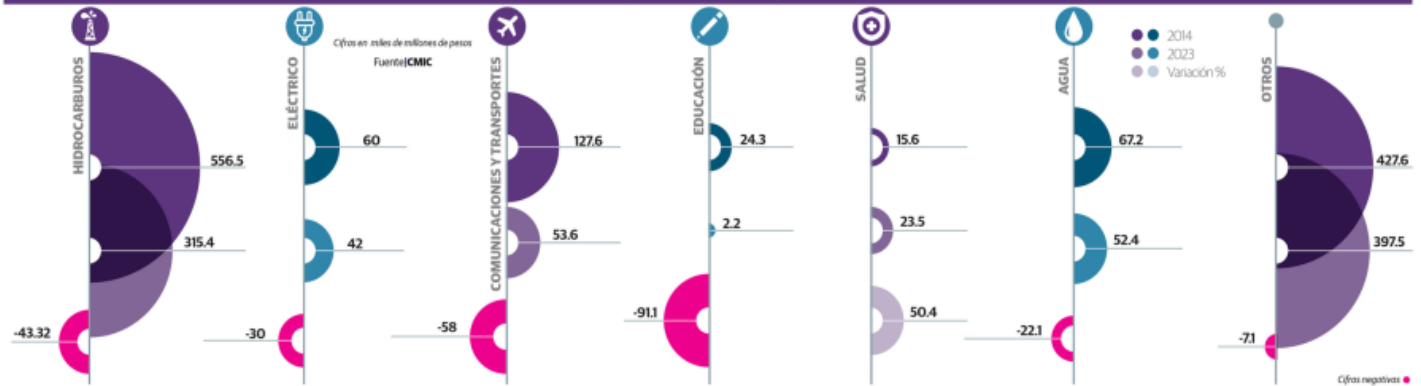 HIDROCARBUROS
556.5
315.4
-43.32
ELÉCTRICO
Cifras en miles de millones de pesos
Fuente|CMIC
60
42
-30
COMUNICACIONES Y TRANSPORTES
127.6
53.6
-58
EDUCACIÓN
24.3
2.2
-91.1
SALUD
15.6
23.5
50.4
AGUA
67.2
52.4
-22.1
2014
2023
Variación %
OTROS
427.6
397.5
-7.1
Cifras negativas